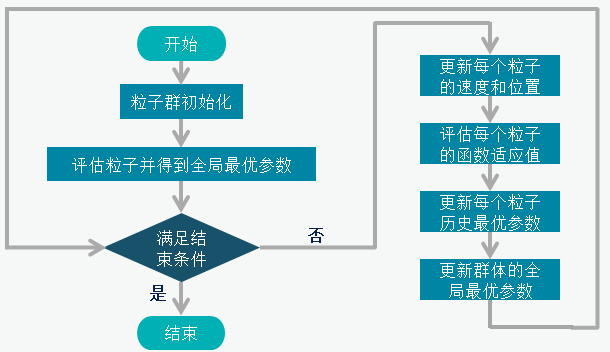 开始
粒子群初始化
评估粒子并得到全局最优参数
满足结
束条件
是
结束
否
更新每个粒子
的速度和位置
评估每个粒子
的函数适应值
更新每个粒子
历史最优参数
更新群体的全
局最优参数